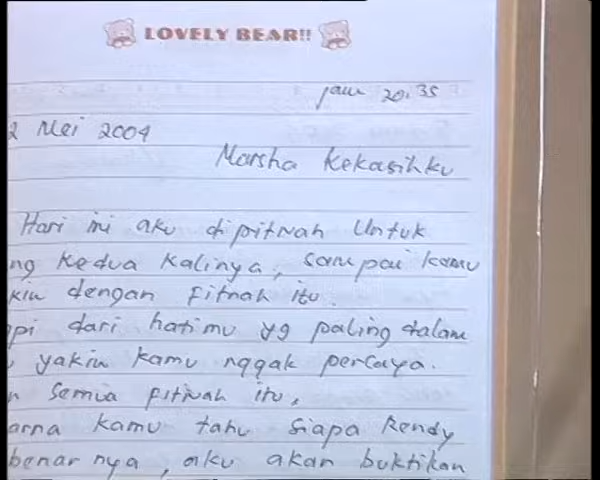 LOVELY BEAR!!
jam 20.35
2 Mei 2004
Marsha Kekasihku
Hari ini aku dipitnah Untuk
ng Kedua Kalinya, sampai kamu
kin dengan Fitnah itu.
pi dari hatimu yg paling dalam
yakin kamu nggak percaya.
n semua fitnah itu,
arna kamu tahu siapa Rendy
benar nya, aku akan buktikan